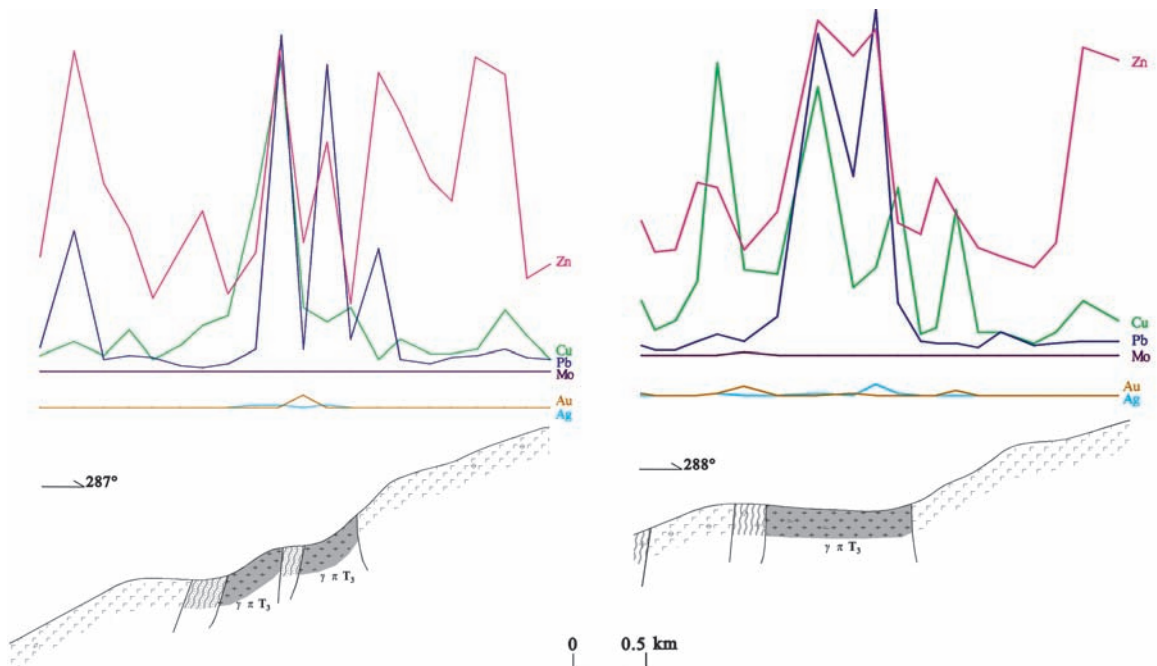 Zn
Cu
Pb
Mo
Au
Ag
287°
γ π T₃
γ π T₃
Zn
Cu
Pb
Mo
Au
Ag
288°
γ π T₃
0 0.5 km